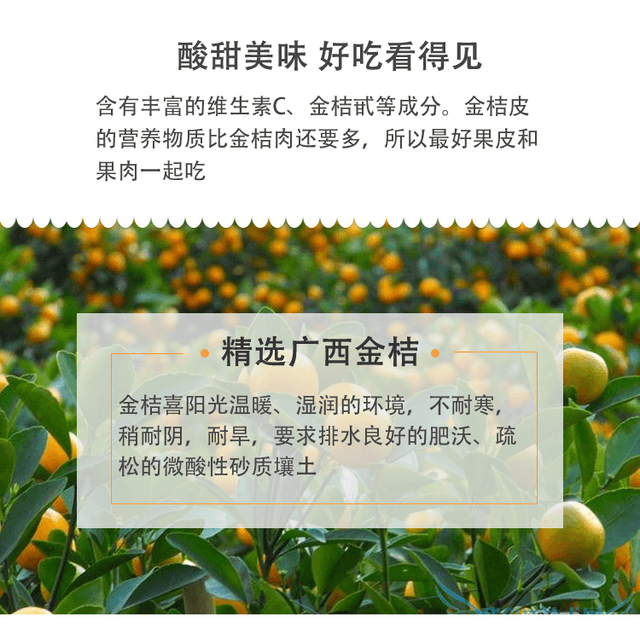 酸甜美味 好吃看得见
含有丰富的维生素C、金桔甙等成分。金桔皮
的营养物质比金桔肉还要多，所以最好果皮和
果肉一起吃
精选广西金桔
金桔喜阳光温暖、湿润的环境，不耐寒，
稍耐阴，耐旱，要求排水良好的肥沃、疏
松的微酸性砂质壤土